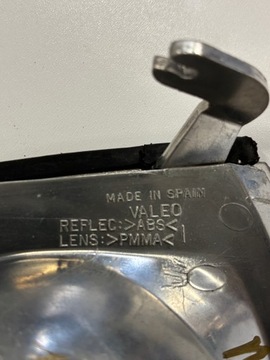 MADE IN SPAIN
VALEO
REFLEC:>ABS<
LENS:>PMMA<1